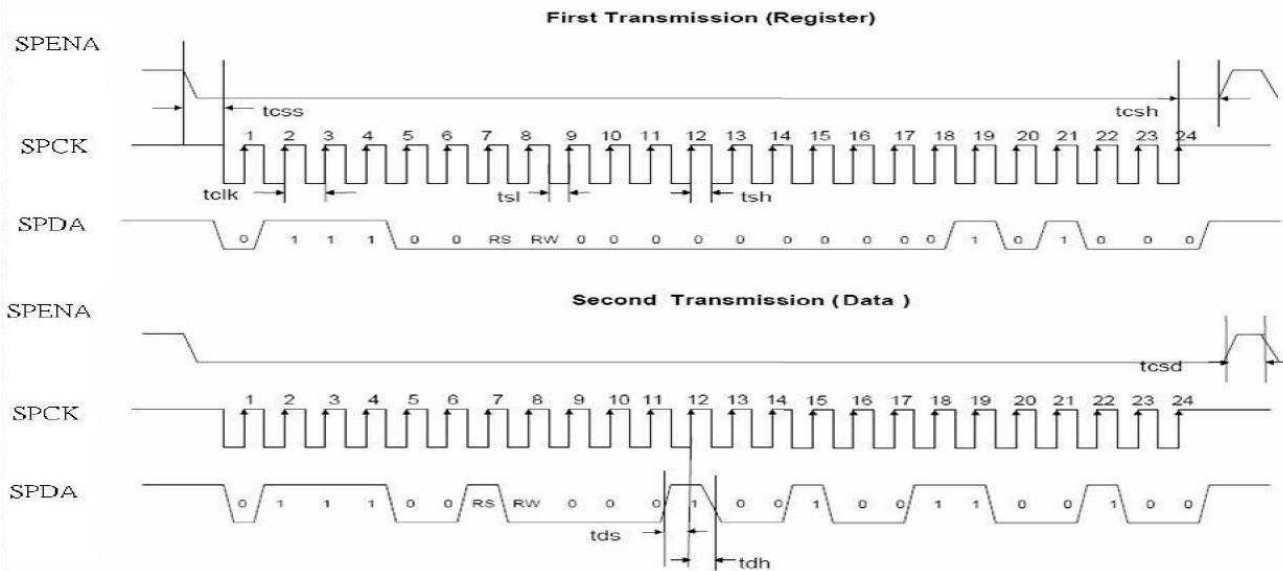 First Transmission (Register)
SPENA
tcss
tcsh
SPCK
1 2 3 4 5 6 7 8 9 10 11 12 13 14 15 16 17 18 19 20 21 22 23 24
tclk
tsl
tsh
SPDA
0 1 1 1 0 0 RS RW 0 0 0 0 0 0 0 0 0 1 0 1 0 0 0
Second Transmission (Data )
SPENA
tcsd
SPCK
1 2 3 4 5 6 7 8 9 10 11 12 13 14 15 16 17 18 19 20 21 22 23 24
SPDA
0 1 1 1 0 0 RS RW 0 0 0 1 0 0 1 0 0 1 1 0 0 1 0 0
tds
tdh